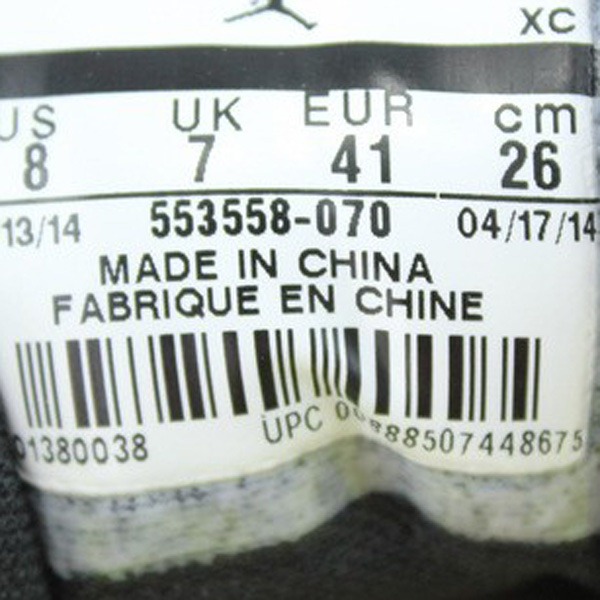 XC
US UK EUR cm
8 7 41 26
13/14 553558-070 04/17/14
MADE IN CHINA
FABRIQUE EN CHINE
01380038 UPC 00888507448675